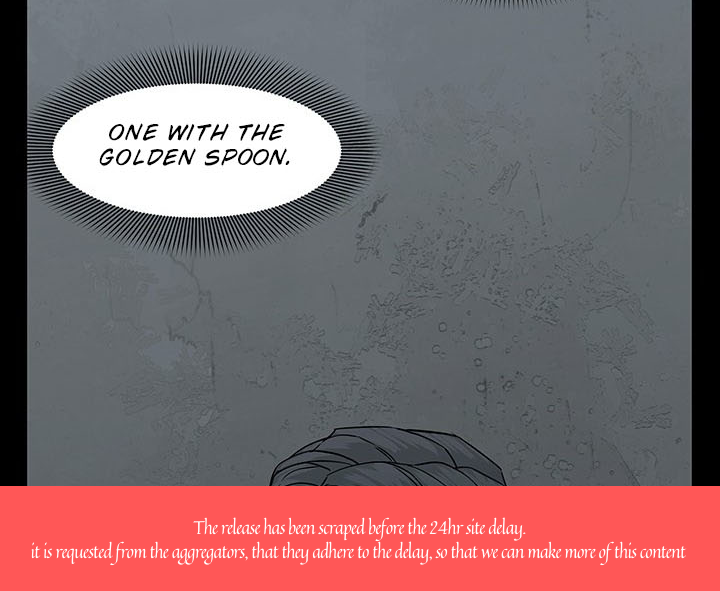 ONE WITH THE
GOLDEN SPOON.
The release has been scraped before the 24hr site delay.
it is requested from the aggregators, that they adhere to the delay, so that we can make more of this content